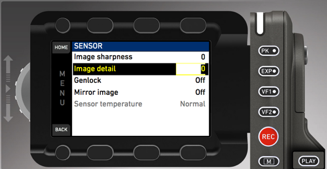 HOME
SENSOR
Image sharpness 0
Image detail 0
Genlock Off
Mirror image Off
Sensor temperature Normal
MENU
BACK
PK
EXP
VF1
VF2
REC
M
PLAY